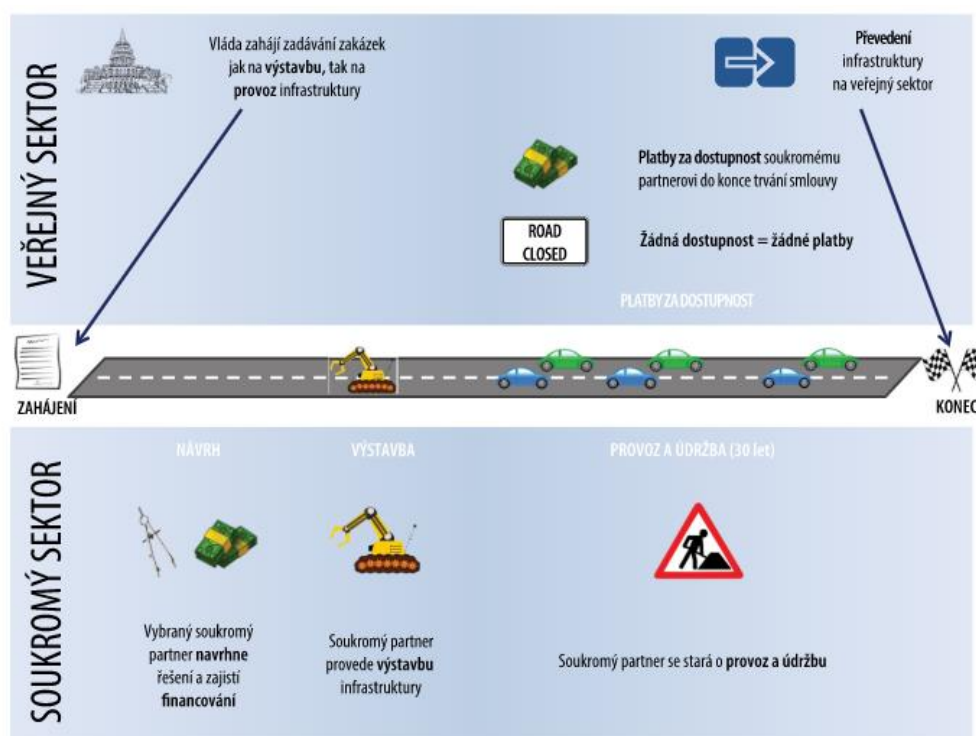 VEŘEJNÝ SEKTOR
Vláda zahájí zadávání zakázek
jak na výstavbu, tak na
provoz infrastruktury
Převedení
infrastruktury
na veřejný sektor
Platby za dostupnost soukromému
partnerovi do konce trvání smlouvy
ROAD
CLOSED
Žádná dostupnost = žádné platby
PLATBY ZA DOSTUPNOST
ZAHÁJENÍ
KONEC
SOUKROMÝ SEKTOR
NÁVRH
VÝSTAVBA
PROVOZ A ÚDRŽBA (30 let)
Vybraný soukromý
partner navrhne
řešení a zajistí
financování
Soukromý partner
provede výstavbu
infrastruktury
Soukromý partner se stará o provoz a údržbu